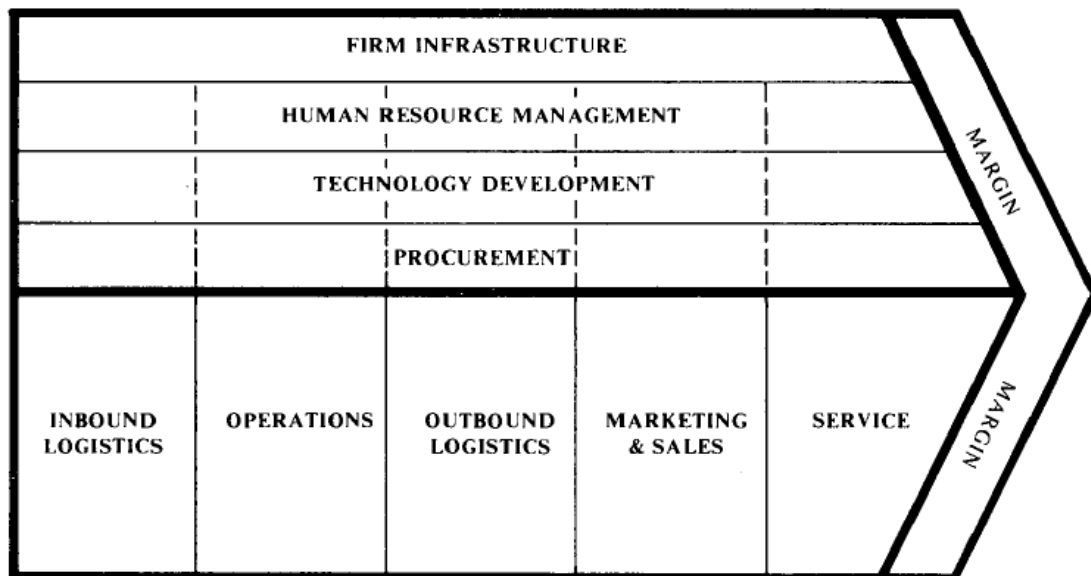 FIRM INFRASTRUCTURE
HUMAN RESOURCE MANAGEMENT
TECHNOLOGY DEVELOPMENT
PROCUREMENT
MARGIN
INBOUND
LOGISTICS
OPERATIONS
OUTBOUND
LOGISTICS
MARKETING
& SALES
SERVICE
MARGIN